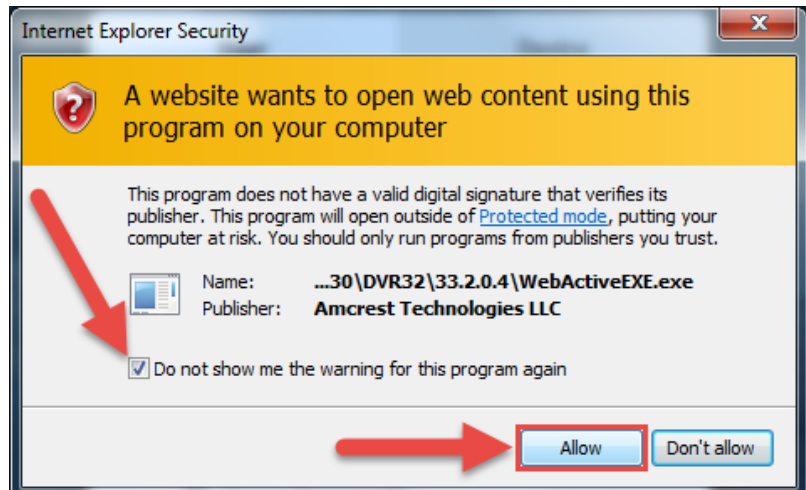 Internet Explorer Security
A website wants to open web content using this
program on your computer
This program does not have a valid digital signature that verifies its
publisher. This program will open outside of Protected mode, putting your
computer at risk. You should only run programs from publishers you trust.
Name: ...30\DVR32\33.2.0.4\WebActiveEXE.exe
Publisher: Amcrest Technologies LLC
Do not show me the warning for this program again
Allow Don't allow